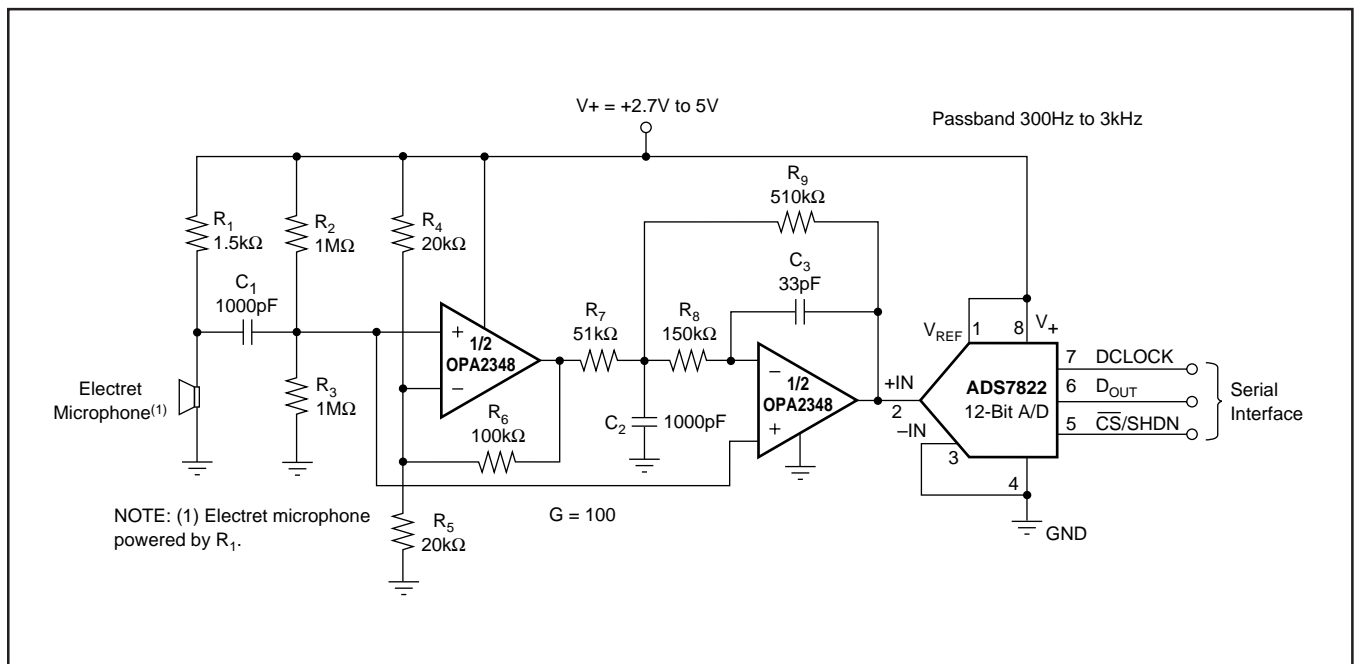 V+ = +2.7V to 5V
Passband 300Hz to 3kHz
R1
1.5kΩ
R2
1MΩ
R4
20kΩ
R9
510kΩ
C1
1000pF
C3
33pF
R7
51kΩ
R8
150kΩ
+
1/2
OPA2348
−
−
1/2
OPA2348
+
VREF
1
8
V+
7
DCLOCK
+IN
2
ADS7822
12-Bit A/D
6
DOUT
Serial
Interface
−IN
3
5
CS/SHDN
4
GND
Electret
Microphone(1)
R3
1MΩ
R6
100kΩ
C2
1000pF
R5
20kΩ
G = 100
NOTE: (1) Electret microphone
powered by R1.